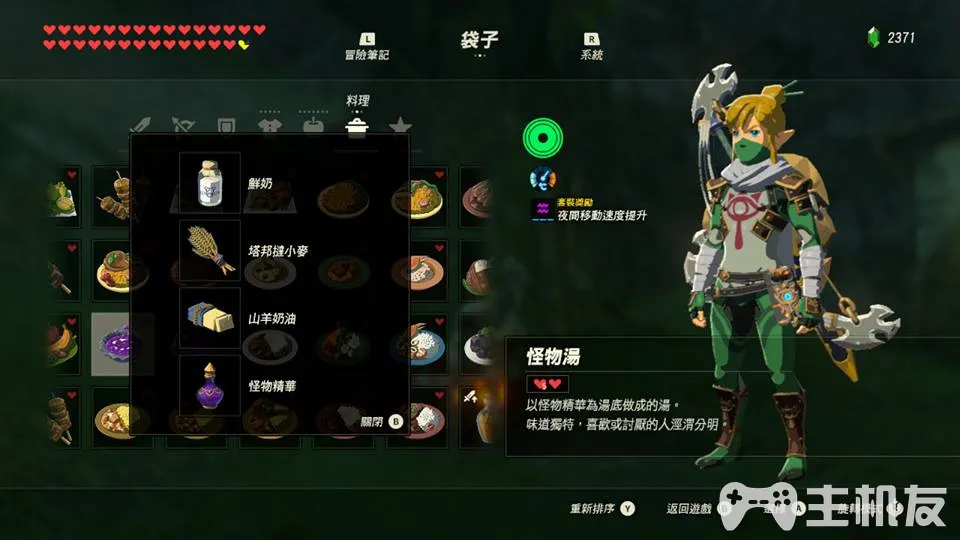 L
冒險筆記
袋子
R
系統
2371
料理
鮮奶
塔邦撻小麥
山羊奶油
怪物精華
關閉 B
套裝獎勵
夜間移動速度提升
怪物湯
以怪物精華為湯底做成的湯。
味道獨特，喜歡或討厭的人涇渭分明。
重新排序 Y
返回遊戲
主机友